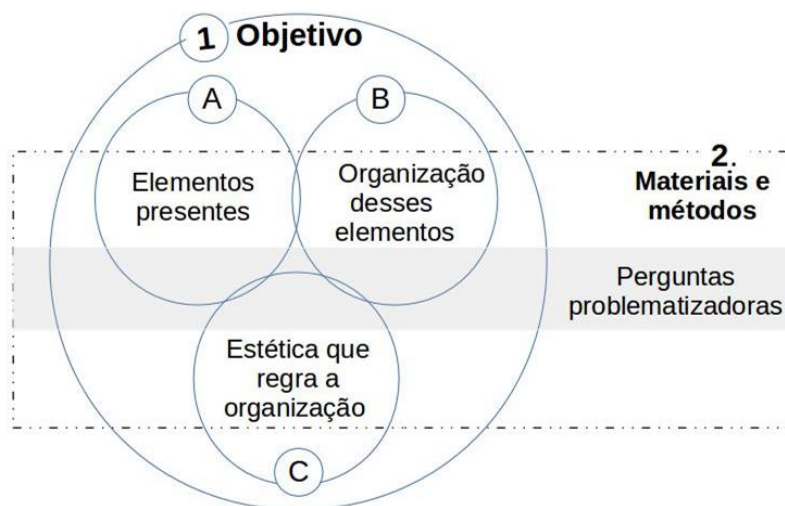 1 Objetivo
A
B
Elementos
presentes
Organização
desses
elementos
2.
Materiais e
métodos
Perguntas
problematizadoras
Estética que
regra a
organização
C